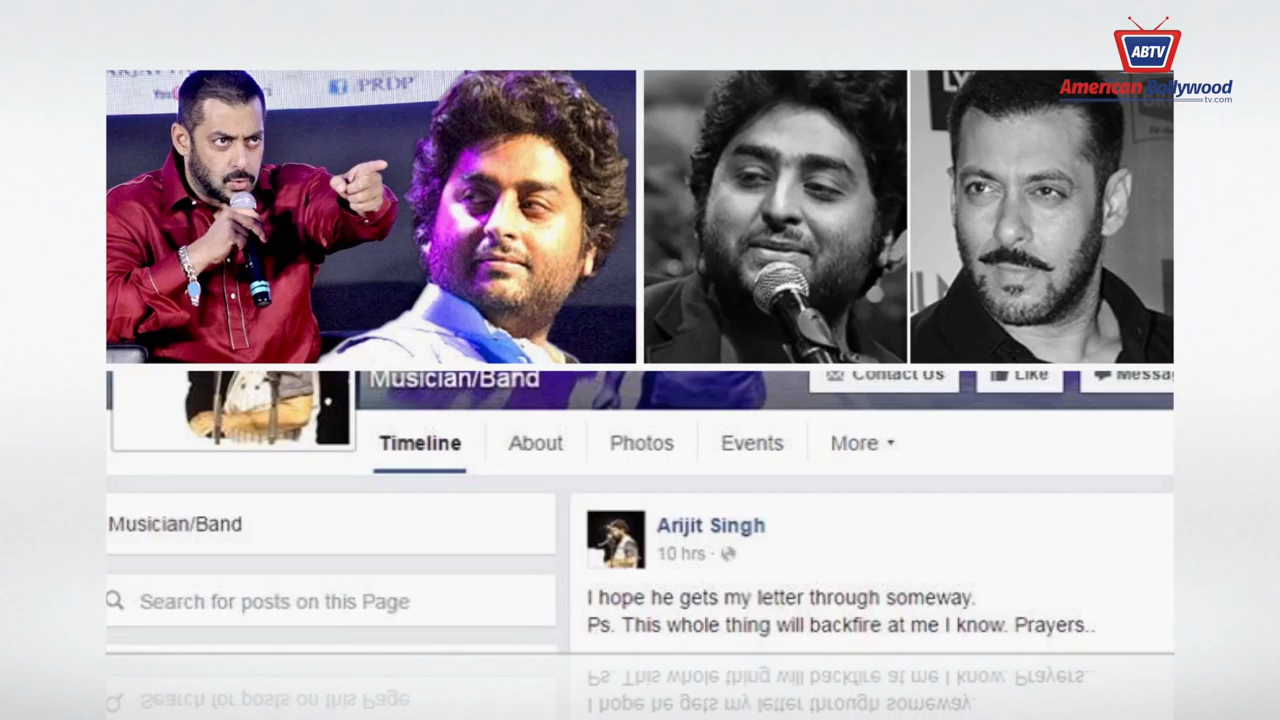 ABTV
American Bollywood
tv.com
PRDP
Musician/Band
Contact Us
Like
Timeline
About
Photos
Events
More
Musician/Band
Arijit Singh
10 hrs ·
Search for posts on this Page
I hope he gets my letter through someway.
Ps. This whole thing will backfire at me I know. Prayers..